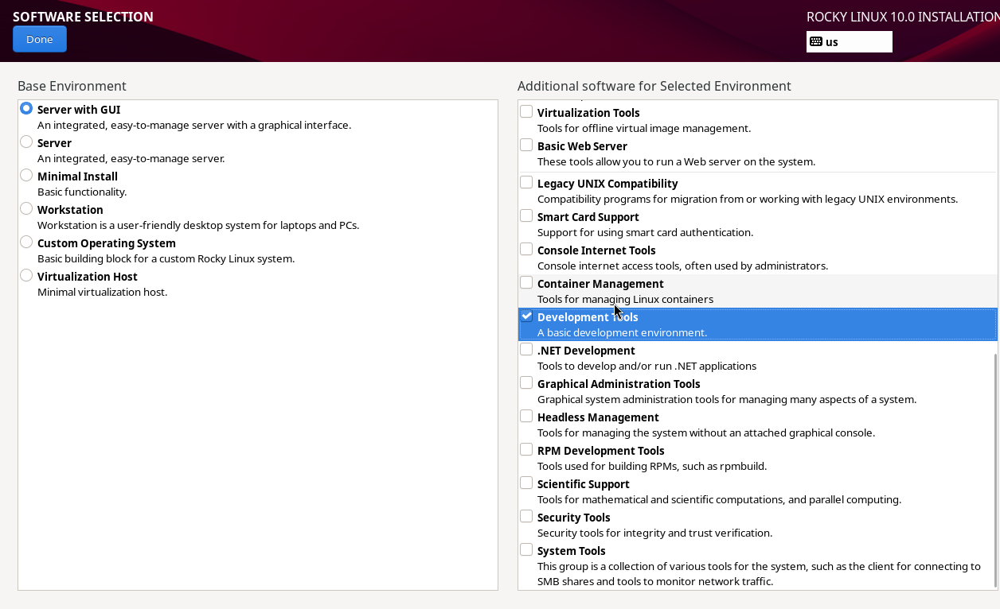 SOFTWARE SELECTION
Done
ROCKY LINUX 10.0 INSTALLATION
us
Base Environment
Server with GUI
An integrated, easy-to-manage server with a graphical interface.
Server
An integrated, easy-to-manage server.
Minimal Install
Basic functionality.
Workstation
Workstation is a user-friendly desktop system for laptops and PCs.
Custom Operating System
Basic building block for a custom Rocky Linux system.
Virtualization Host
Minimal virtualization host.
Additional software for Selected Environment
Virtualization Tools
Tools for offline virtual image management.
Basic Web Server
These tools allow you to run a Web server on the system.
Legacy UNIX Compatibility
Compatibility programs for migration from or working with legacy UNIX environments.
Smart Card Support
Support for using smart card authentication.
Console Internet Tools
Console internet access tools, often used by administrators.
Container Management
Tools for managing Linux containers
Development Tools
A basic development environment.
.NET Development
Tools to develop and/or run .NET applications
Graphical Administration Tools
Graphical system administration tools for managing many aspects of a system.
Headless Management
Tools for managing the system without an attached graphical console.
RPM Development Tools
Tools used for building RPMs, such as rpmbuild.
Scientific Support
Tools for mathematical and scientific computations, and parallel computing.
Security Tools
Security tools for integrity and trust verification.
System Tools
This group is a collection of various tools for the system, such as the client for connecting to
SMB shares and tools to monitor network traffic.